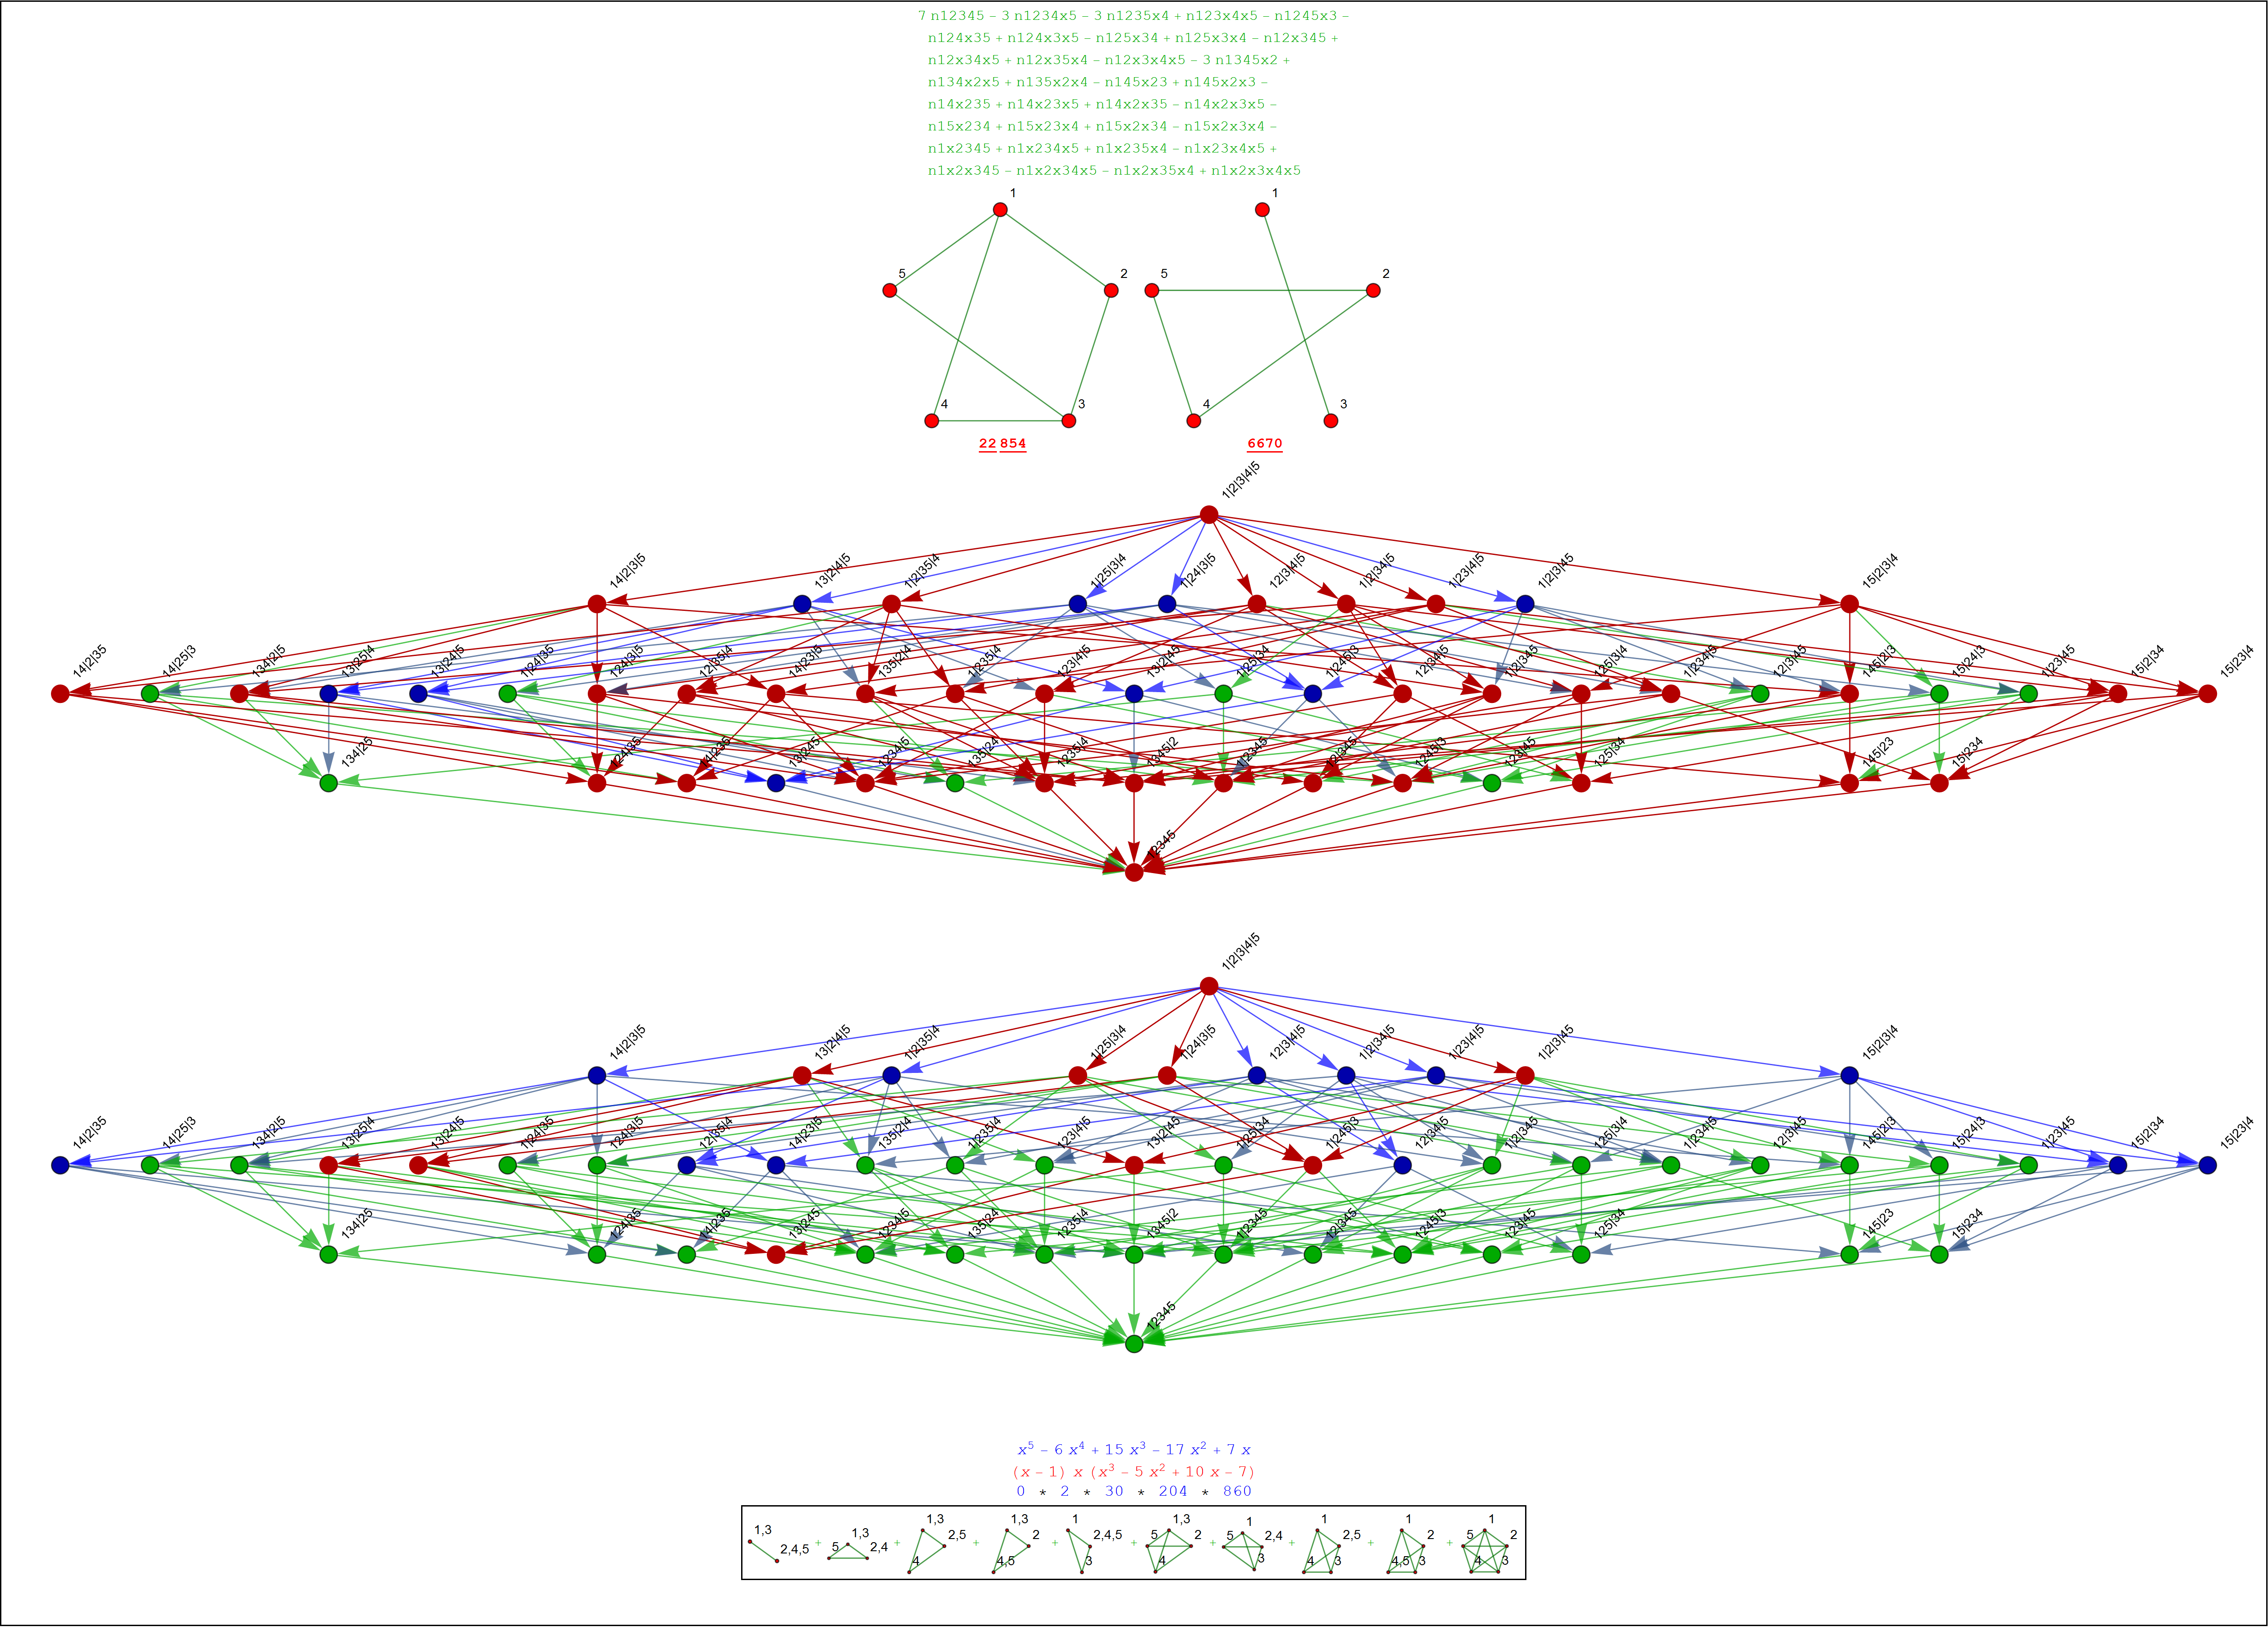 7 n12345 – 3 n1234x5 – 3 n1235x4 + n123x4x5 – n1245x3 –
n124x35 + n124x3x5 – n125x34 + n125x3x4 – n12x345 +
n12x34x5 + n12x35x4 – n12x3x4x5 – 3 n1345x2 +
n134x2x5 + n135x2x4 – n145x23 + n145x2x3 –
n14x235 + n14x23x5 + n14x2x35 – n14x2x3x5 –
n15x234 + n15x23x4 + n15x2x34 – n15x2x3x4 –
n1x2345 + n1x234x5 + n1x235x4 – n1x23x4x5 +
n1x2x345 – n1x2x34x5 – n1x2x35x4 + n1x2x3x4x5
1 1
5 2 5 2
4 3 4 3
22 854 6670
1|2|3|4|5
14|2|3|5 13|2|4|5 1|2|35|4 1|25|3|4 1|24|3|5 12|3|4|5 1|2|34|5 1|23|4|5 1|2|3|45 15|2|3|4
14|2|35 14|25|3 134|2|5 13|25|4 13|24|5 1|24|35 124|3|5 12|35|4 14|23|5 135|2|4 1|235|4 123|4|5 13|2|45 1|25|34 1|245|3 12|34|5 1|2|345 125|3|4 1|234|5 12|3|45 145|2|3 15|24|3 1|23|45 15|2|34 15|23|4
134|25 124|35 14|235 13|245 1234|5 135|24 1235|4 1345|2 1|2345 12|345 1245|3 123|45 125|34 145|23 15|234
12345
1|2|3|4|5
14|2|3|5 13|2|4|5 1|2|35|4 1|25|3|4 1|24|3|5 12|3|4|5 1|2|34|5 1|23|4|5 1|2|3|45 15|2|3|4
14|2|35 14|25|3 134|2|5 13|25|4 13|24|5 1|24|35 124|3|5 12|35|4 14|23|5 135|2|4 1|235|4 123|4|5 13|2|45 1|25|34 1|245|3 12|34|5 1|2|345 125|3|4 1|234|5 12|3|45 145|2|3 15|24|3 1|23|45 15|2|34 15|23|4
134|25 124|35 14|235 13|245 1234|5 135|24 1235|4 1345|2 1|2345 12|345 1245|3 123|45 125|34 145|23 15|234
12345
x⁵ – 6 x⁴ + 15 x³ – 17 x² + 7 x
(x – 1) x (x³ – 5 x² + 10 x – 7)
0 * 2 * 30 * 204 * 860
1,3 2,4,5 + 1,3 5 2,4 + 1,3 2,5 4 + 1,3 2 4,5 + 1 2,4,5 3 + 1,3 5 2 4 + 1 5 2,4 3 + 1 2,5 4 3 + 1 2 4,5 3 + 1 5 2 4 3